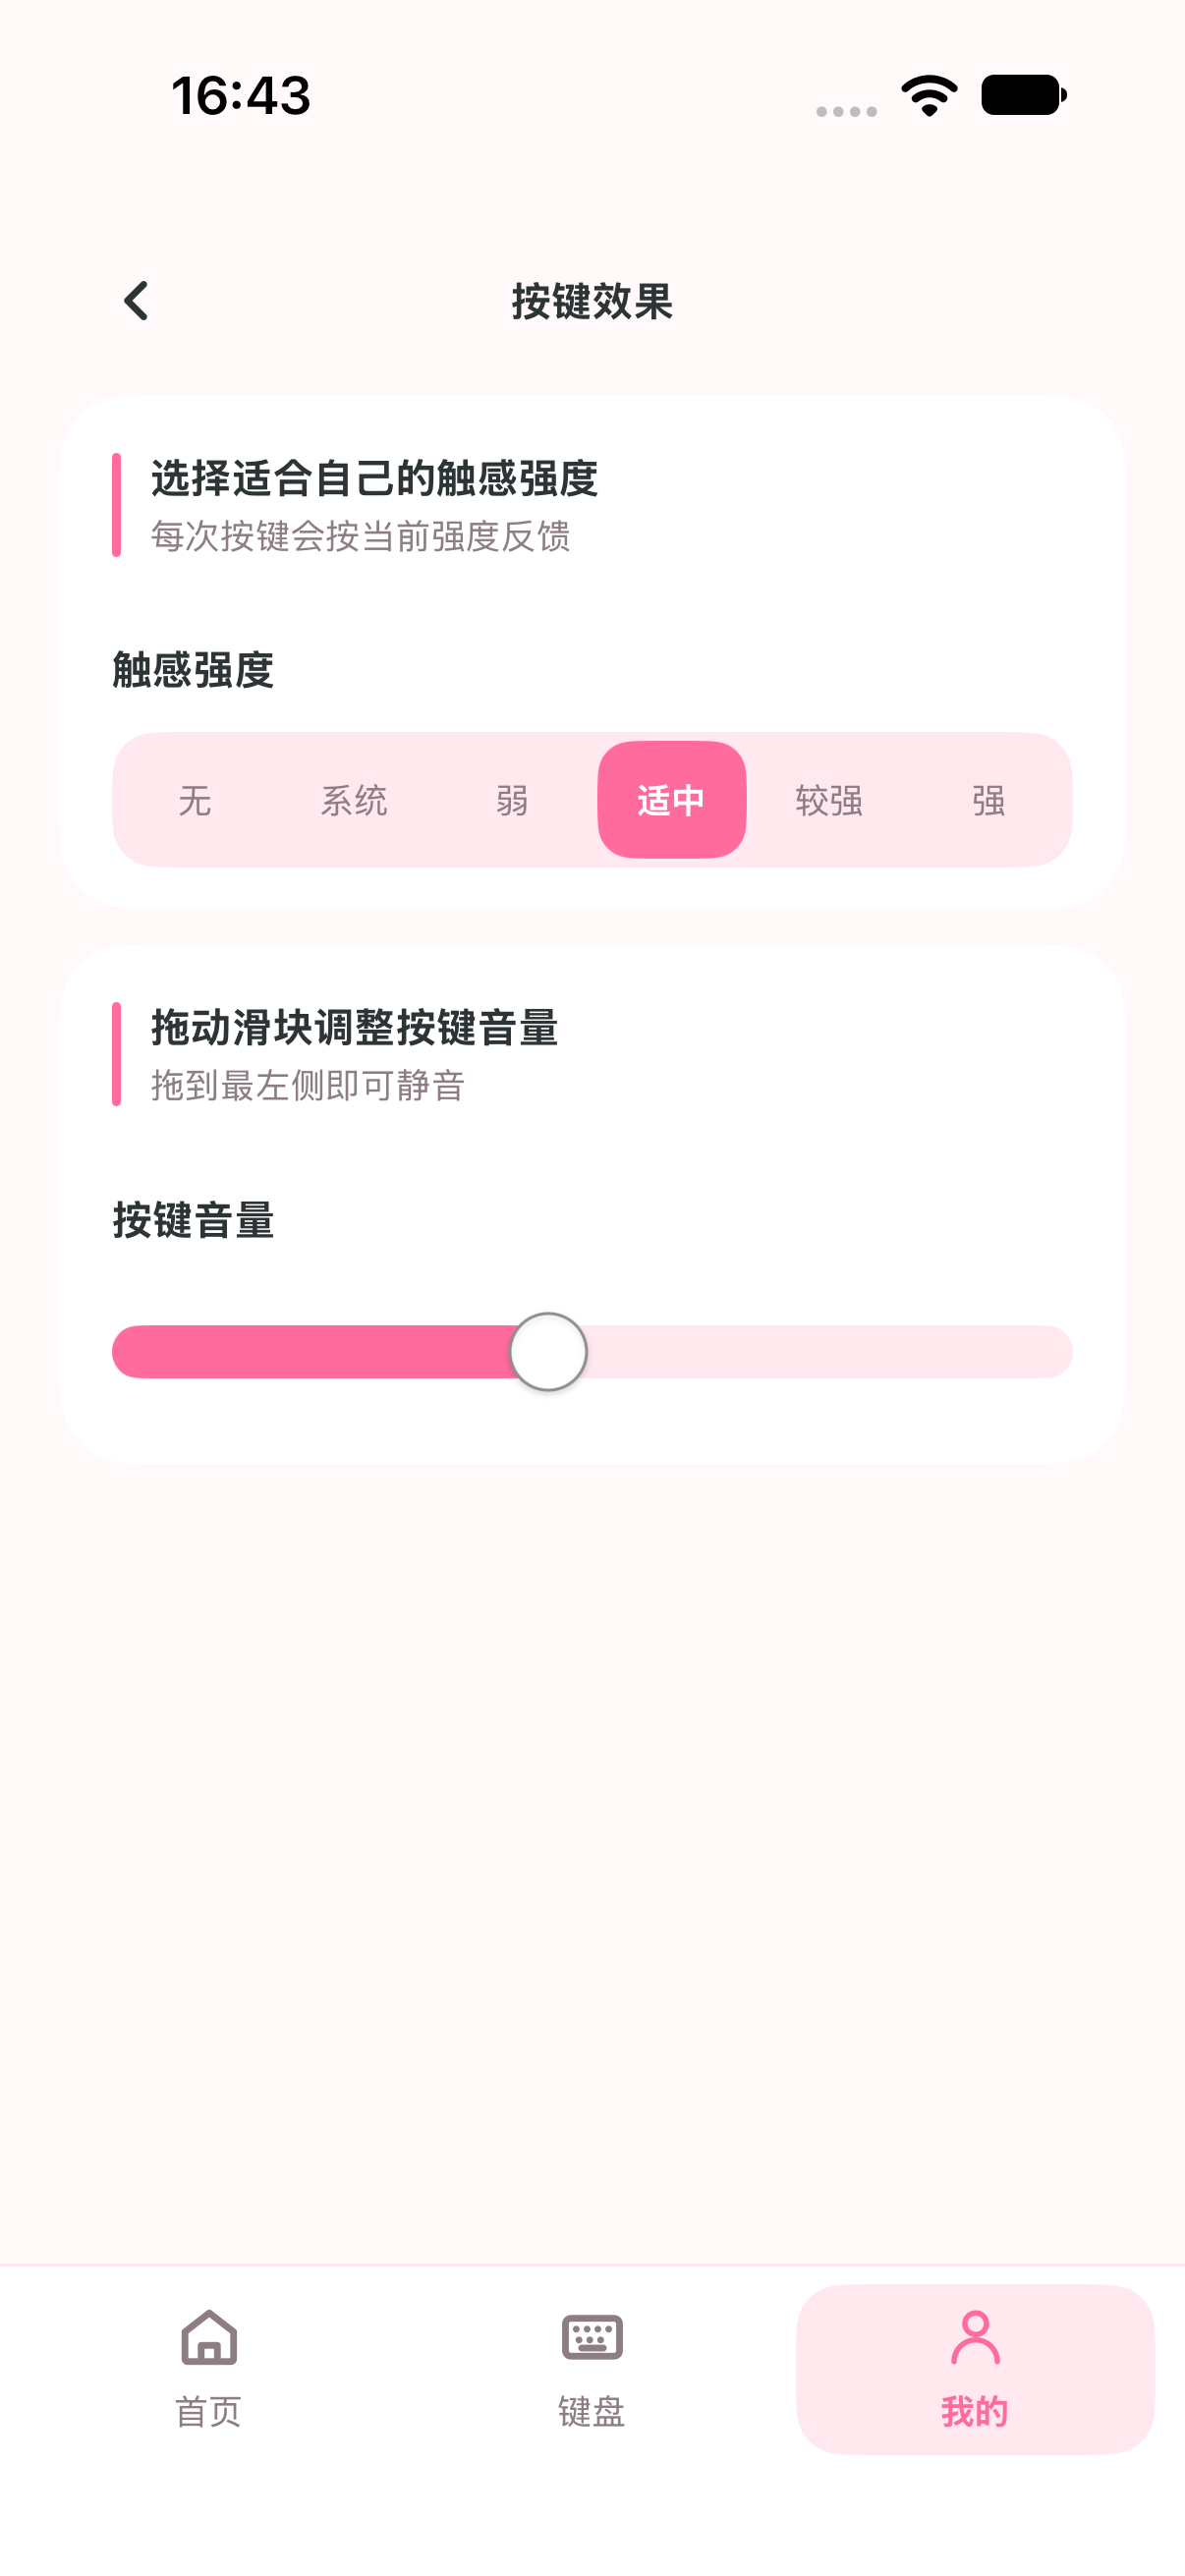 16:43
按键效果
选择适合自己的触感强度
每次按键会按当前强度反馈
触感强度
无 系统 弱 适中 较强 强
拖动滑块调整按键音量
拖到最左侧即可静音
按键音量
首页 键盘 我的